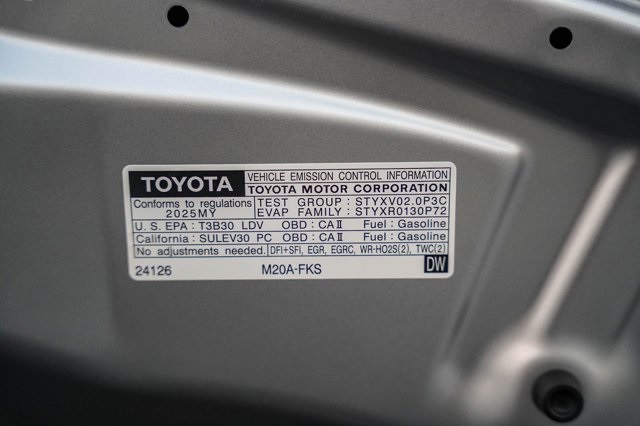 TOYOTA VEHICLE EMISSION CONTROL INFORMATION
TOYOTA MOTOR CORPORATION
Conforms to regulations TEST GROUP : STYXV02.0P3C
2025MY EVAP FAMILY : STYXR0130P72
U. S. EPA : T3B30 LDV OBD : CAⅡ Fuel : Gasoline
California : SULEV30 PC OBD : CAⅡ Fuel : Gasoline
No adjustments needed. DFI+SFI, EGR, EGRC, WR-HO2S(2), TWC(2)
24126 M20A-FKS DW